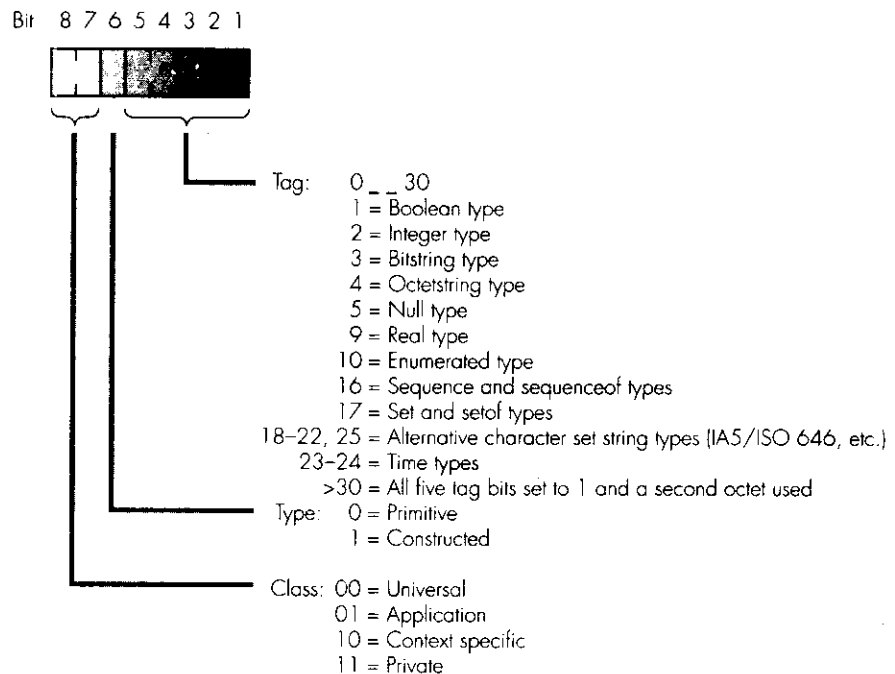 Bit 8 7 6 5 4 3 2 1
Tag: 0 _ _ 30
1 = Boolean type
2 = Integer type
3 = Bitstring type
4 = Octetstring type
5 = Null type
9 = Real type
10 = Enumerated type
16 = Sequence and sequenceof types
17 = Set and setof types
18–22, 25 = Alternative character set string types (IA5/ISO 646, etc.)
23–24 = Time types
>30 = All five tag bits set to 1 and a second octet used
Type: 0 = Primitive
1 = Constructed
Class: 00 = Universal
01 = Application
10 = Context specific
11 = Private